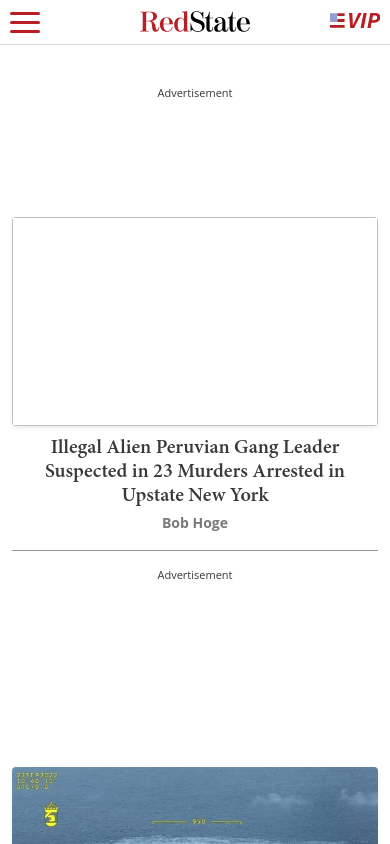 RedState
VIP
Advertisement
Illegal Alien Peruvian Gang Leader
Suspected in 23 Murders Arrested in
Upstate New York
Bob Hoge
Advertisement